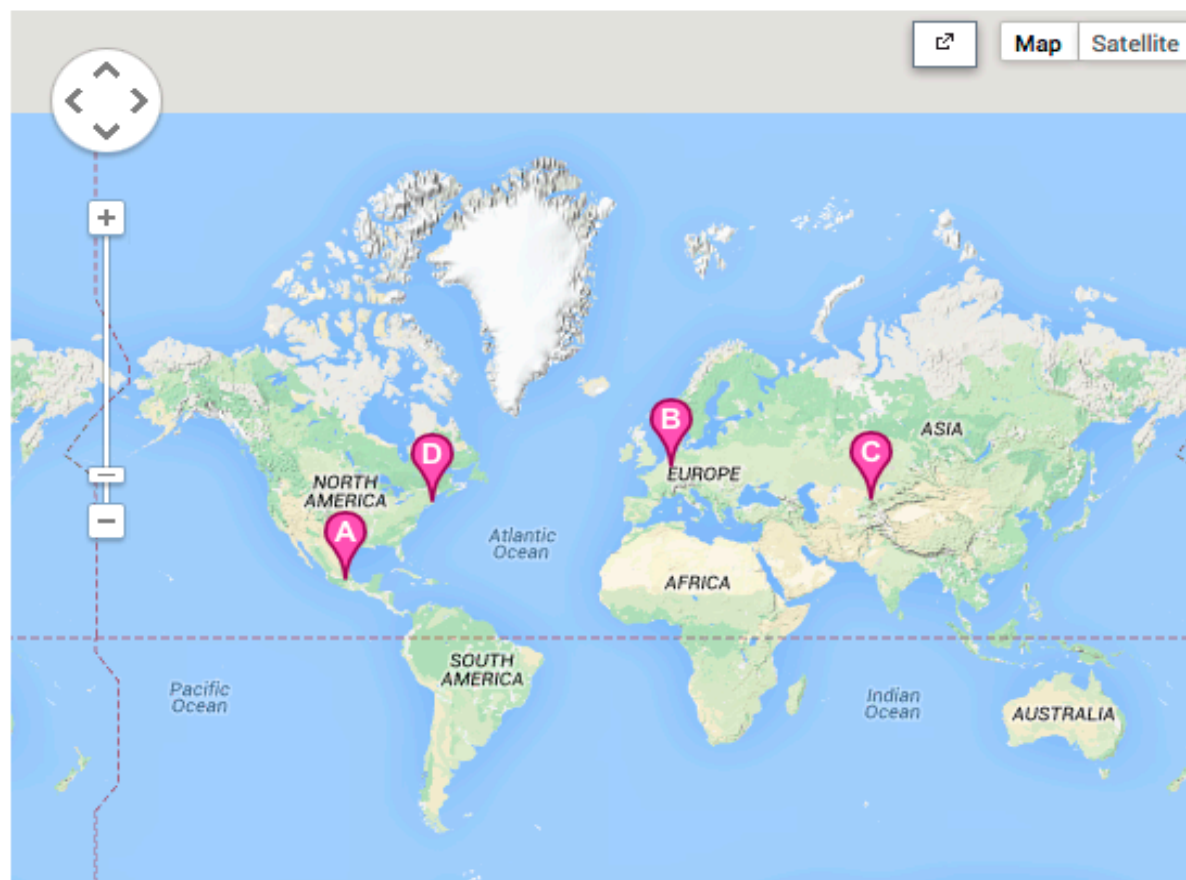 Map Satellite
+
−
B
ASIA
D
C
NORTH
AMERICA
EUROPE
A
Atlantic
Ocean
AFRICA
SOUTH
AMERICA
Pacific
Ocean
Indian
Ocean
AUSTRALIA